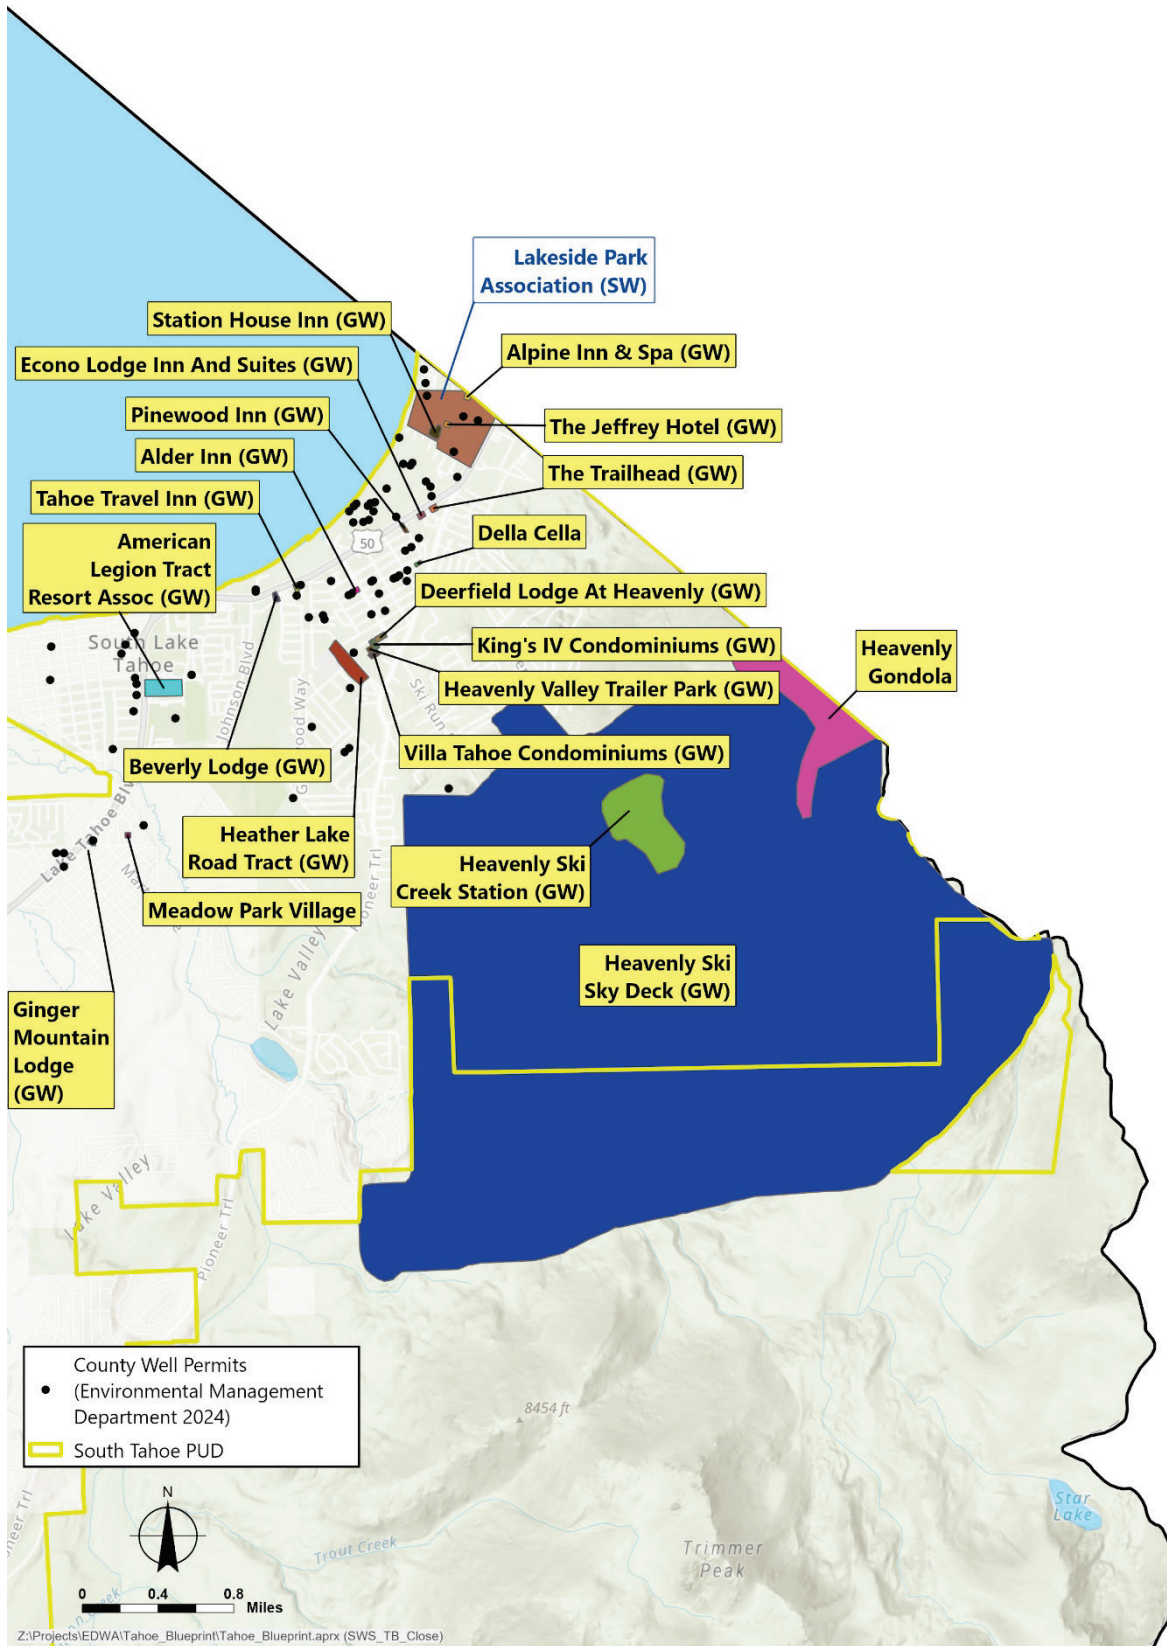 Lakeside Park
Association (SW)
Station House Inn (GW)
Alpine Inn & Spa (GW)
Econo Lodge Inn And Suites (GW)
Pinewood Inn (GW)
The Jeffrey Hotel (GW)
Alder Inn (GW)
The Trailhead (GW)
Tahoe Travel Inn (GW)
50
Della Cella
American
Legion Tract
Resort Assoc (GW)
Deerfield Lodge At Heavenly (GW)
South Lake
Tahoe
King's IV Condominiums (GW)
Heavenly
Gondola
Heavenly Valley Trailer Park (GW)
Johnson Blvd
Ski Run
Way
Villa Tahoe Condominiums (GW)
Beverly Lodge (GW)
Lake Tahoe Blv
Heather Lake
Road Tract (GW)
Heavenly Ski
Creek Station (GW)
Meadow Park Village
Pioneer Trl
Lake Valley
Heavenly Ski
Sky Deck (GW)
Ginger
Mountain
Lodge
(GW)
Lake Valley
Pioneer Trl
County Well Permits
(Environmental Management
Department 2024)
South Tahoe PUD
8454 ft
N
Star
Lake
Trout Creek
Trimmer
Peak
0 0.4 0.8
Miles
Z:\Projects\EDWA\Tahoe_Blueprint\Tahoe_Blueprint.aprx (SWS_TB_Close)